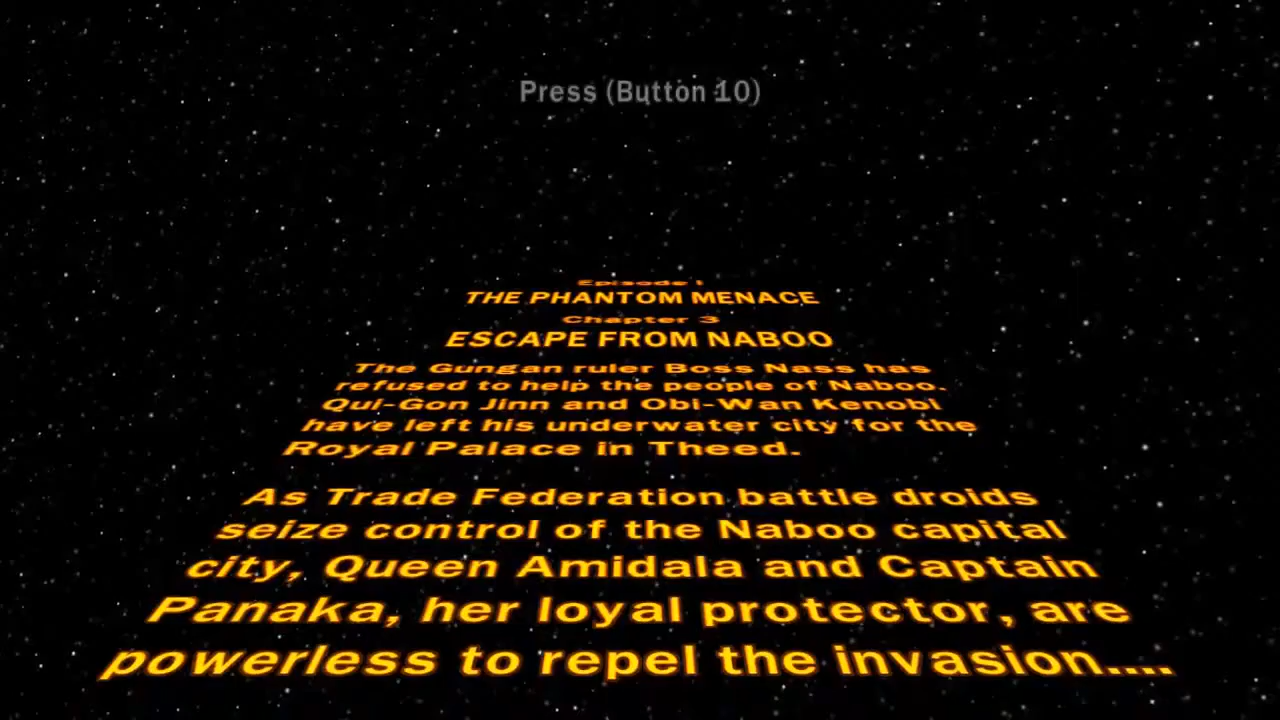 Press (Button 10)
Episode I
THE PHANTOM MENACE
Chapter 3
ESCAPE FROM NABOO
The Gungan ruler Boss Nass has
refused to help the people of Naboo.
Qui-Gon Jinn and Obi-Wan Kenobi
have left his underwater city for the
Royal Palace in Theed.
As Trade Federation battle droids
seize control of the Naboo capital
city, Queen Amidala and Captain
Panaka, her loyal protector, are
powerless to repel the invasion....